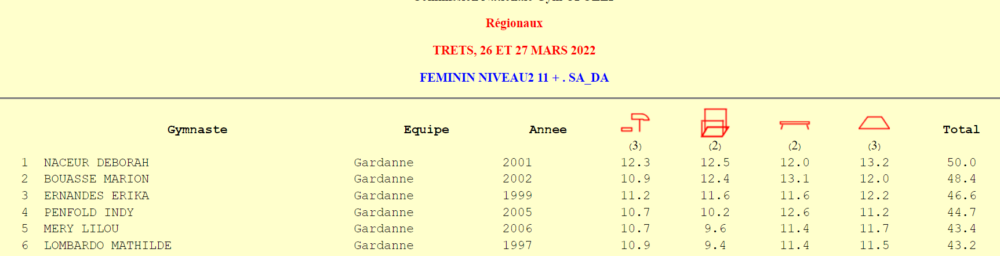 Commission Nationale Gym UFOLEP
Régionaux
TRETS, 26 ET 27 MARS 2022
FEMININ NIVEAU2 11 + . SA_DA
Gymnaste Equipe Annee Total
(3) (2) (2) (3)
1 NACEUR DEBORAH Gardanne 2001 12.3 12.5 12.0 13.2 50.0
2 BOUASSE MARION Gardanne 2002 10.9 12.4 13.1 12.0 48.4
3 ERNANDES ERIKA Gardanne 1999 11.2 11.6 11.6 12.2 46.6
4 PENFOLD INDY Gardanne 2005 10.7 10.2 12.6 11.2 44.7
5 MERY LILOU Gardanne 2006 10.7 9.6 11.4 11.7 43.4
6 LOMBARDO MATHILDE Gardanne 1997 10.9 9.4 11.4 11.5 43.2